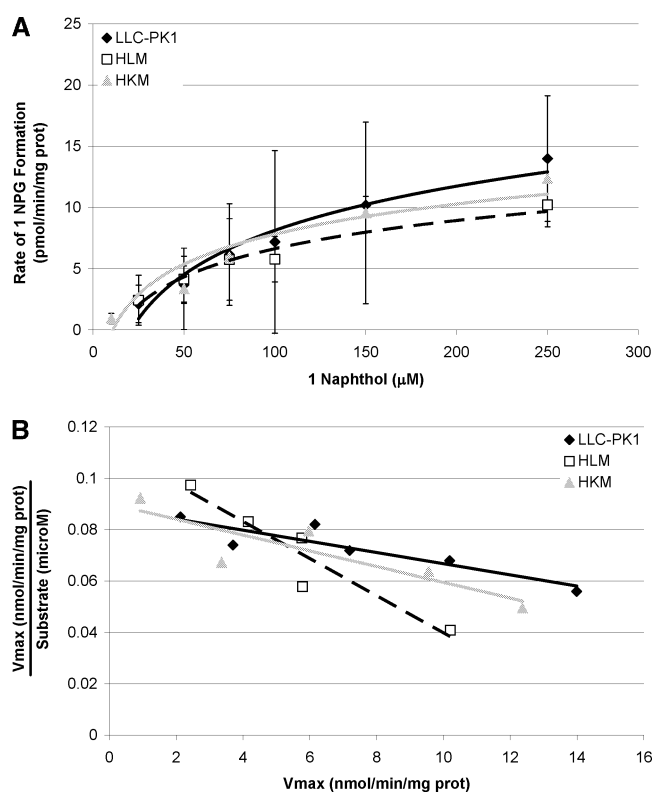 A
LLC-PK1
HLM
HKM
Rate of 1 NPG Formation
(pmol/min/mg prot)
25
20
15
10
5
0
0 50 100 150 200 250 300
1 Naphthol (µM)
B
LLC-PK1
HLM
HKM
Vmax (nmol/min/mg prot)
Substrate (microM)
0.12
0.1
0.08
0.06
0.04
0.02
0
0 2 4 6 8 10 12 14 16
Vmax (nmol/min/mg prot)